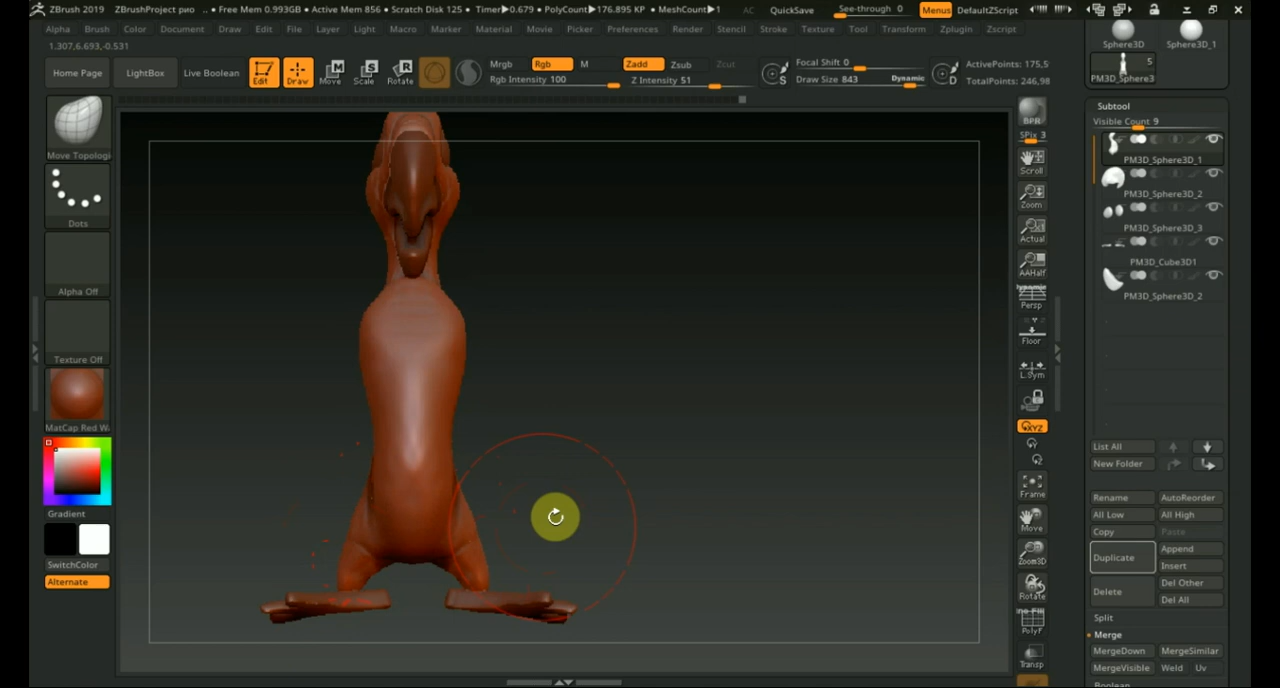 ZBrush 2019 ZBrushProject рио .. • Free Mem 0.993GB • Active Mem 856 • Scratch Disk 125 • Timer▶0.679 • PolyCount▶176.895 KP • MeshCount▶1 AC QuickSave See-through 0 Menus DefaultZScript
Alpha Brush Color Document Draw Edit File Layer Light Macro Marker Material Movie Picker Preferences Render Stencil Stroke Texture Tool Transform Zplugin Zscript
1.307,6.693,-0.531
Home Page LightBox Live Boolean Edit Draw Move Scale Rotate
Mrgb Rgb M Zadd Zsub Zcut
Rgb Intensity 100 Z Intensity 51
Focal Shift 0
Draw Size 843 Dynamic
ActivePoints: 175,5
TotalPoints: 246,98
S D
Move Topologi
Dots
Alpha Off
Texture Off
MatCap Red W
Gradient
SwitchColor
Alternate
BPR
SPix 3
Scroll
Zoom
Actual
AAHalf
Dynamic
Persp
Floor
L.Sym
XYZ
Frame
Move
Zoom3D
Rotate
Line Fill
PolyF
Transp
Sphere3D Sphere3D_1
5
PM3D_Sphere3
Subtool
Visible Count 9
PM3D_Sphere3D_1
PM3D_Sphere3D_2
PM3D_Sphere3D_3
PM3D_Cube3D1
PM3D_Sphere3D_2
List All
New Folder
Rename AutoReorder
All Low All High
Copy Paste
Duplicate Append
Insert
Delete Del Other
Del All
Split
Merge
MergeDown MergeSimilar
MergeVisible Weld Uv
Boolean